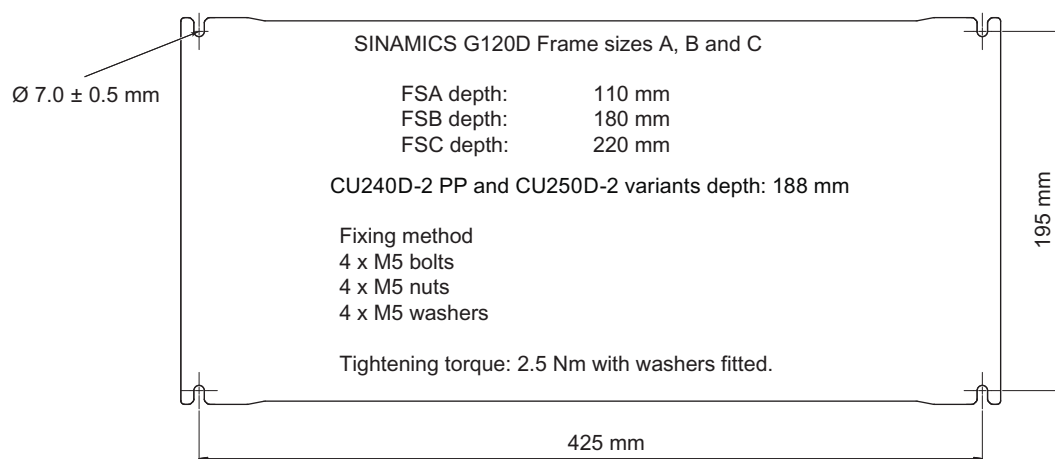 SINAMICS G120D Frame sizes A, B and C
Ø 7.0 ± 0.5 mm
FSA depth: 110 mm
FSB depth: 180 mm
FSC depth: 220 mm
CU240D-2 PP and CU250D-2 variants depth: 188 mm
195 mm
Fixing method
4 x M5 bolts
4 x M5 nuts
4 x M5 washers
Tightening torque: 2.5 Nm with washers fitted.
425 mm